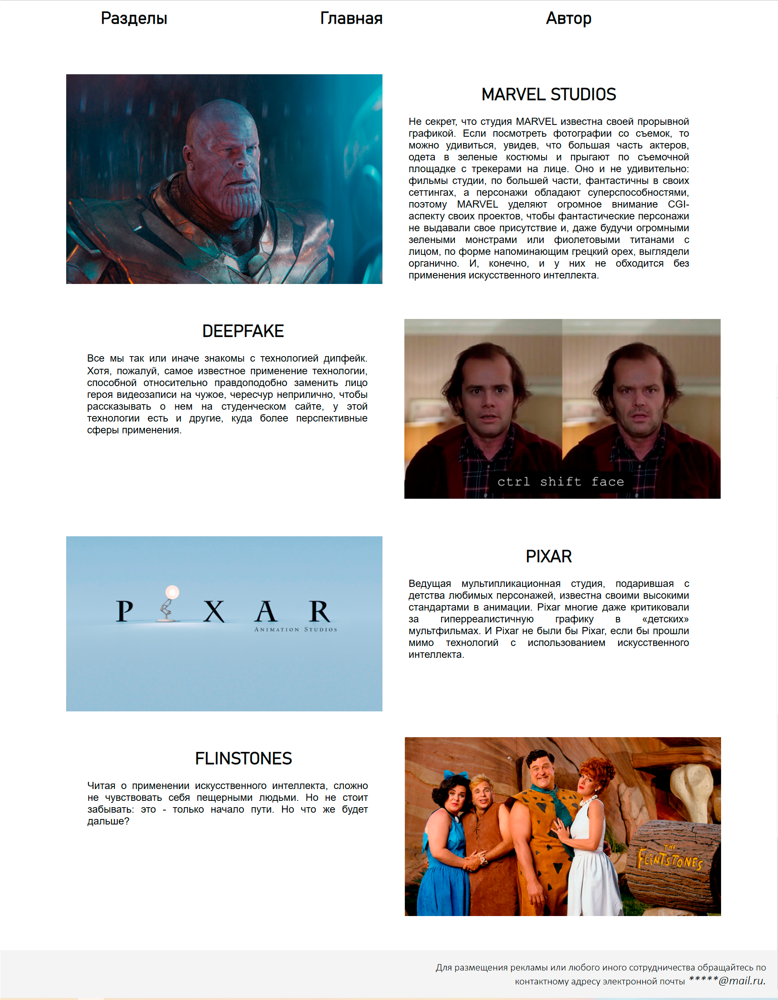 Разделы
Главная
Автор
MARVEL STUDIOS
Не секрет, что студия MARVEL известна своей прорывной
графикой. Если посмотреть фотографии со съемок, то
можно удивиться, увидев, что большая часть актеров,
одета в зеленые костюмы и прыгают по съемочной
площадке с трекерами на лице. Оно и не удивительно:
фильмы студии, по большей части, фантастичны в своих
сеттингах, а персонажи обладают суперспособностями,
поэтому MARVEL уделяют огромное внимание CGI-
аспекту своих проектов, чтобы фантастические персонажи
не выдавали свое присутствие и, даже будучи огромными
зелеными монстрами или фиолетовыми титанами с
лицом, по форме напоминающим грецкий орех, выглядели
органично. И, конечно, и у них не обходится без
применения искусственного интеллекта.
DEEPFAKE
Все мы так или иначе знакомы с технологией дипфейк.
Хотя, пожалуй, самое известное применение технологии,
способной относительно правдоподобно заменить лицо
героя видеозаписи на чужое, чересчур неприлично, чтобы
рассказывать о нем на студенческом сайте, у этой
технологии есть и другие, куда более перспективные
сферы применения.
ctrl shift face
P I X A R
ANIMATION STUDIOS
PIXAR
Ведущая мультипликационная студия, подарившая с
детства любимых персонажей, известна своими высокими
стандартами в анимации. Pixar многие даже критиковали
за гиперреалистичную графику в «детских»
мультфильмах. И Pixar не были бы Pixar, если бы прошли
мимо технологий с использованием искусственного
интеллекта.
FLINSTONES
Читая о применении искусственного интеллекта, сложно
не чувствовать себя пещерными людьми. Но не стоит
забывать: это - только начало пути. Но что же будет
дальше?
THE
FLINTSTONES
Для размещения рекламы или любого иного сотрудничества обращайтесь по
контактному адресу электронной почты *****@mail.ru.